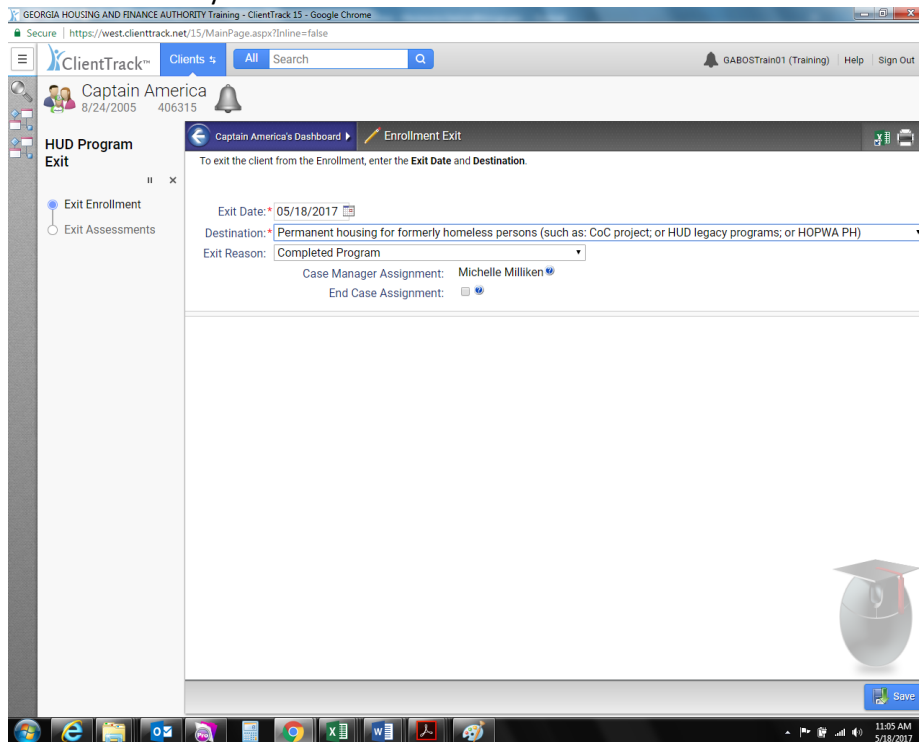 GEORGIA HOUSING AND FINANCE AUTHORITY Training - ClientTrack 15 - Google Chrome
Secure | https://west.clienttrack.net/15/MainPage.aspx?Inline=false
ClientTrack™ Clients All Search GABOSTrain01 (Training) Help Sign Out
Captain America
8/24/2005 406315
HUD Program Exit
Exit Enrollment
Exit Assessments
Captain America's Dashboard Enrollment Exit
To exit the client from the Enrollment, enter the Exit Date and Destination.
Exit Date:* 05/18/2017
Destination:* Permanent housing for formerly homeless persons (such as: CoC project; or HUD legacy programs; or HOPWA PH)
Exit Reason: Completed Program
Case Manager Assignment: Michelle Milliken
End Case Assignment:
Save
11:05 AM
5/18/2017